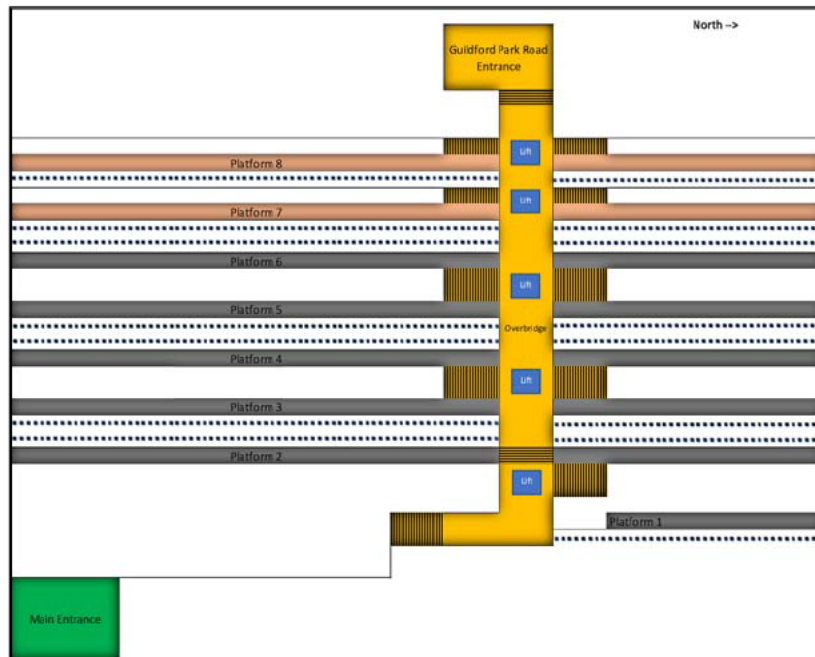 North -->
Guildford Park Road
Entrance
Lift
Platform 8
Lift
Platform 7
Platform 6
Lift
Platform 5
Overbridge
Platform 4
Lift
Platform 3
Platform 2
Lift
Platform 1
Main Entrance